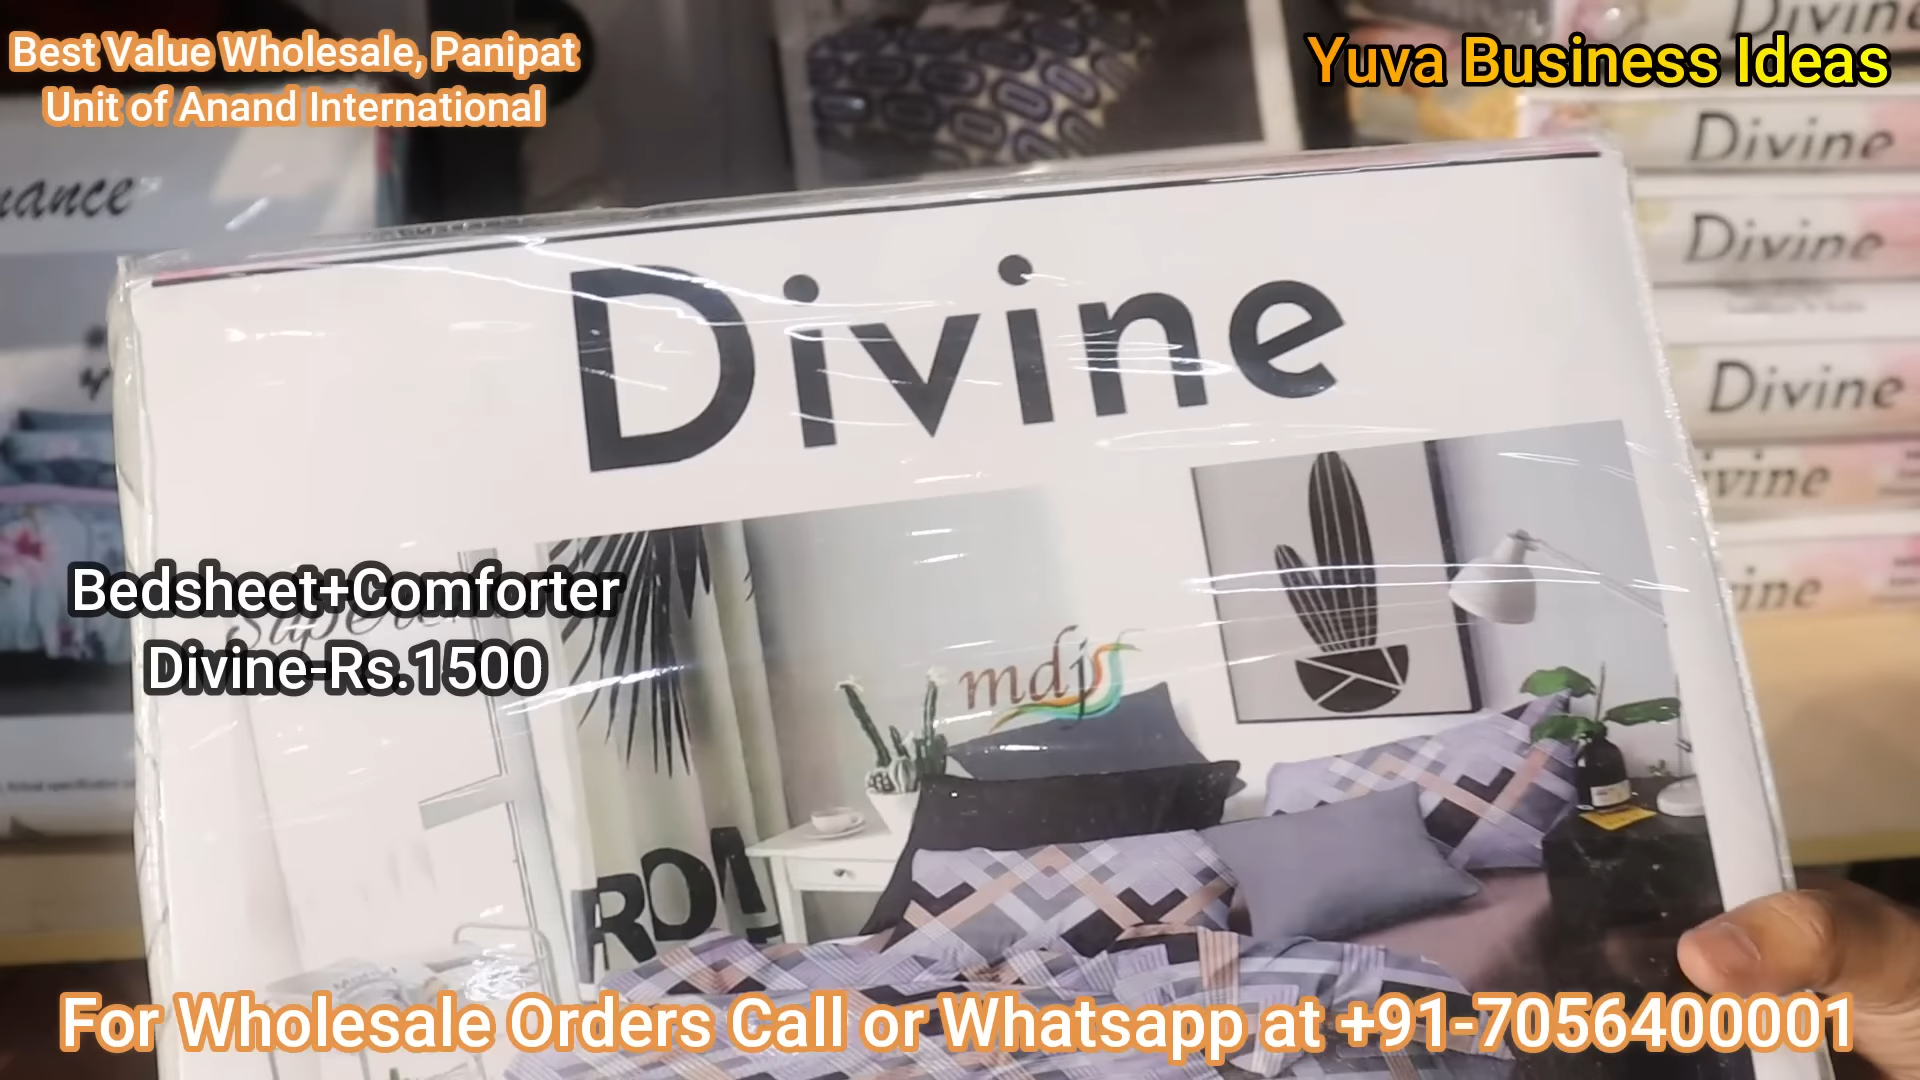 Best Value Wholesale, Panipat
Unit of Anand International
Yuva Business Ideas
Divine
Divine
Divine
Divine
Divine
mdj
Bedsheet+Comforter
Divine-Rs.1500
For Wholesale Orders Call or Whatsapp at +91-7056400001